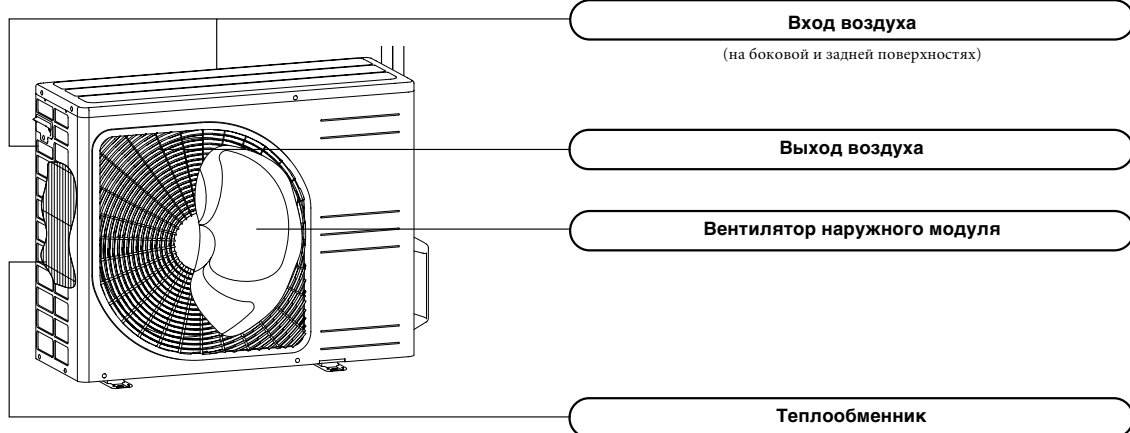 Вход воздуха
(на боковой и задней поверхностях)
Выход воздуха
Вентилятор наружного модуля
Теплообменник